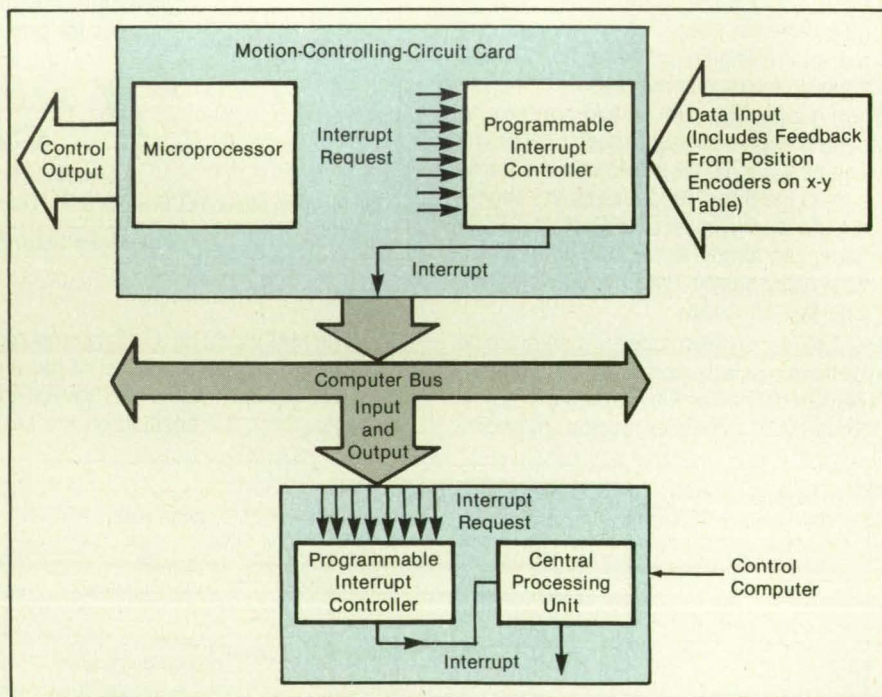 Motion-Controlling-Circuit Card
Control
Output
Microprocessor
Interrupt
Request
Programmable
Interrupt
Controller
Data Input
(Includes Feedback
From Position
Encoders on x-y
Table)
Interrupt
Computer Bus
Input
and
Output
Interrupt
Request
Programmable
Interrupt
Controller
Central
Processing
Unit
Control
Computer
Interrupt